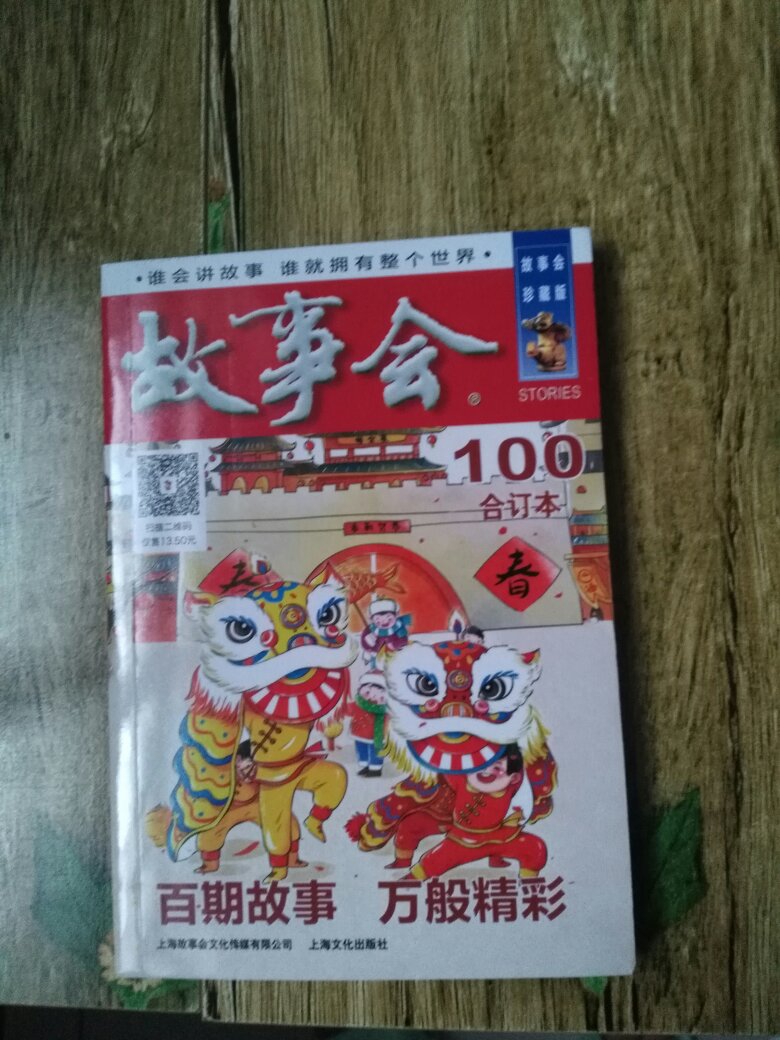 ·谁会讲故事 谁就拥有整个世界·
故事会
珍藏版
故事会®
STORIES
100
合订本
扫描二维码
仅售13.50元
春
春
百期故事 万般精彩
上海故事会文化传媒有限公司 上海文化出版社